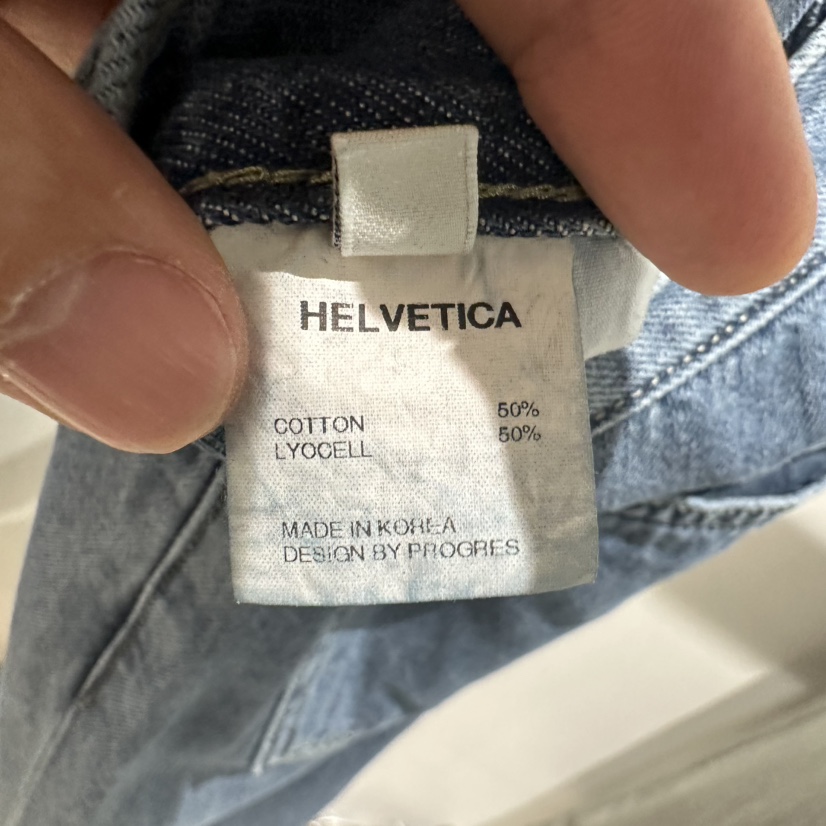 HELVETICA
COTTON 50%
LYOCELL 50%
MADE IN KOREA
DESIGN BY PROGRES